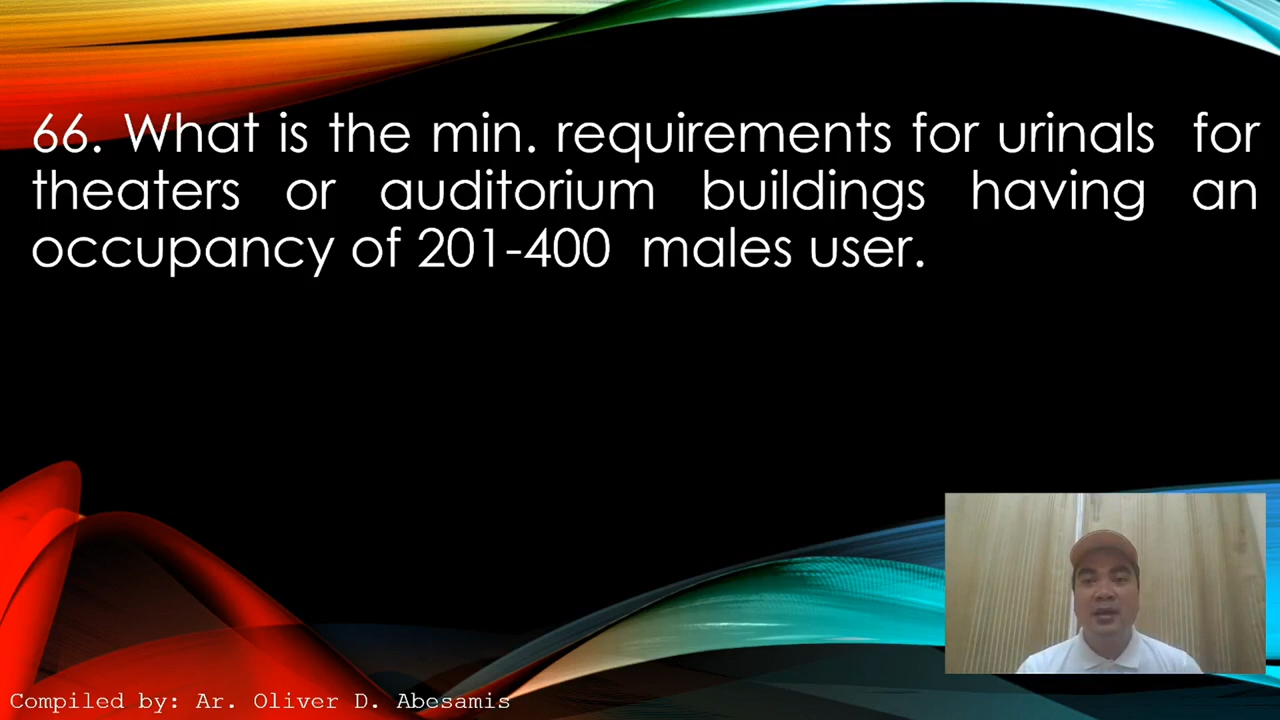 66. What is the min. requirements for urinals for
theaters or auditorium buildings having an
occupancy of 201-400 males user.
Compiled by: Ar. Oliver D. Abesamis